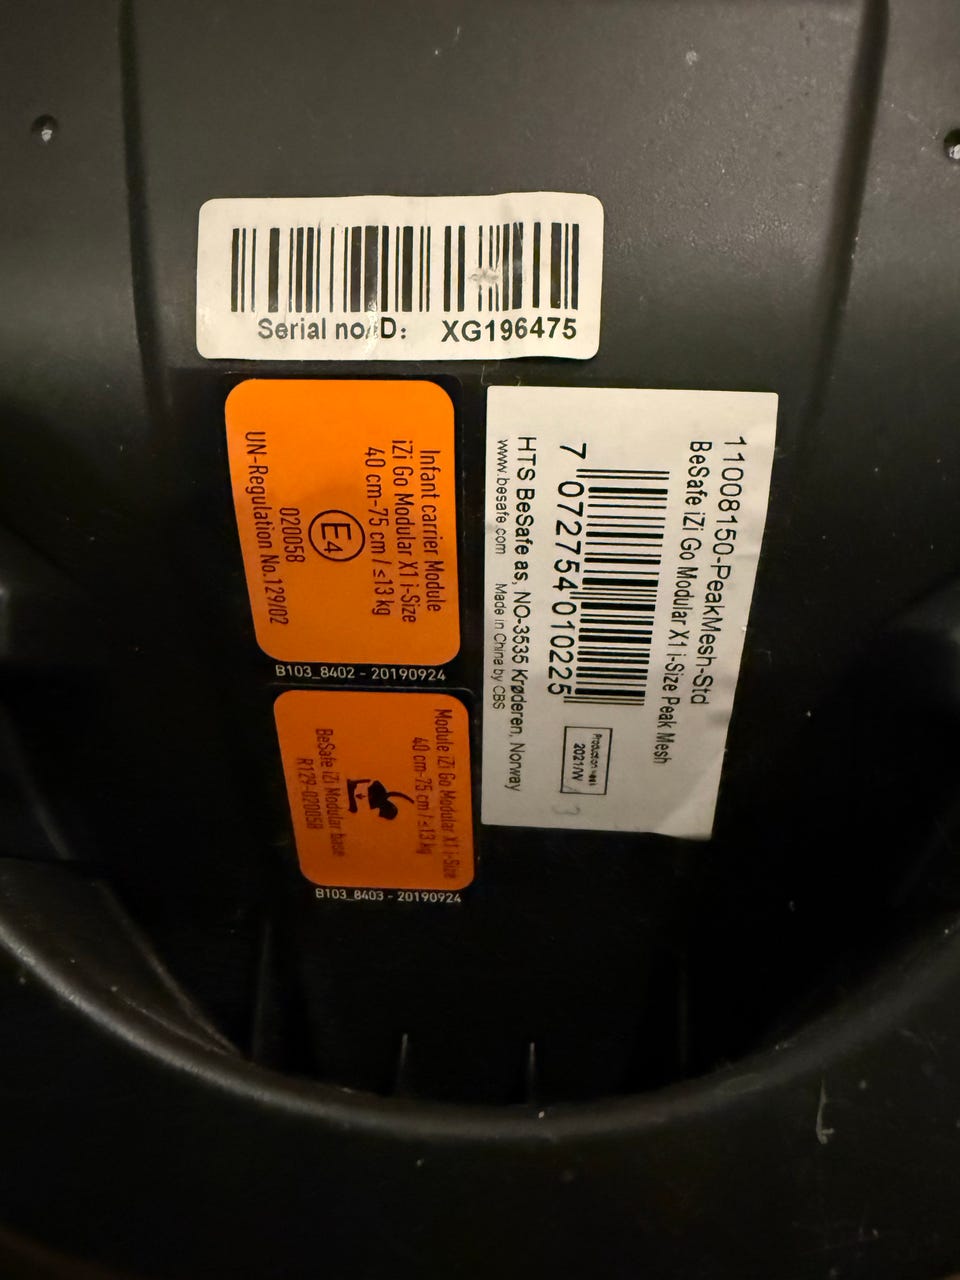 Serial no/ID: XG196475
Infant carrier Module
iZi Go Modular X1 i-Size
40 cm-75 cm / ≤13 kg
E4
020058
UN-Regulation No.129/02
B103_8402 - 20190924
Module iZi Go Modular X1 i-Size
40 cm-75 cm / ≤13 kg
BeSafe iZi Modular base
R129-020058
B103_8403 - 20190924
11008150-PeakMesh-Std
BeSafe iZi Go Modular X1 i-Size Peak Mesh
7 072754 010225
HTS BeSafe as, NO-3535 Krøderen, Norway
www.besafe.com Made in China by CBS
Production week
2021/W